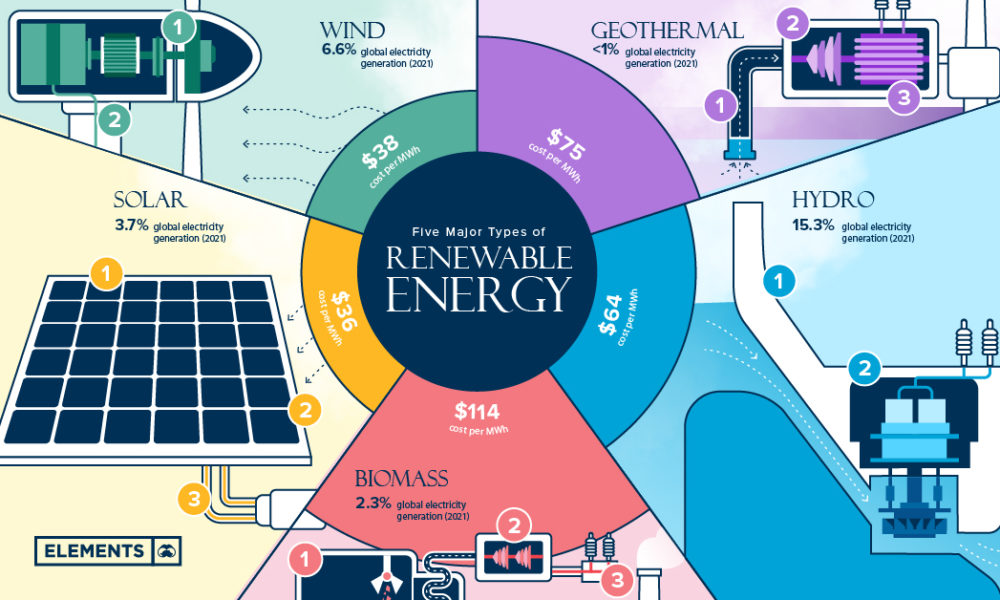 WIND
6.6% global electricity
generation (2021)
1
2
$38
cost per MWh
GEOTHERMAL
<1% global electricity
generation (2021)
1
2
3
$75
cost per MWh
SOLAR
3.7% global electricity
generation (2021)
1
2
3
$36
cost per MWh
Five Major Types of
RENEWABLE
ENERGY
HYDRO
15.3% global electricity
generation (2021)
1
2
$64
cost per MWh
$114
cost per MWh
BIOMASS
2.3% global electricity
generation (2021)
1
2
3
ELEMENTS